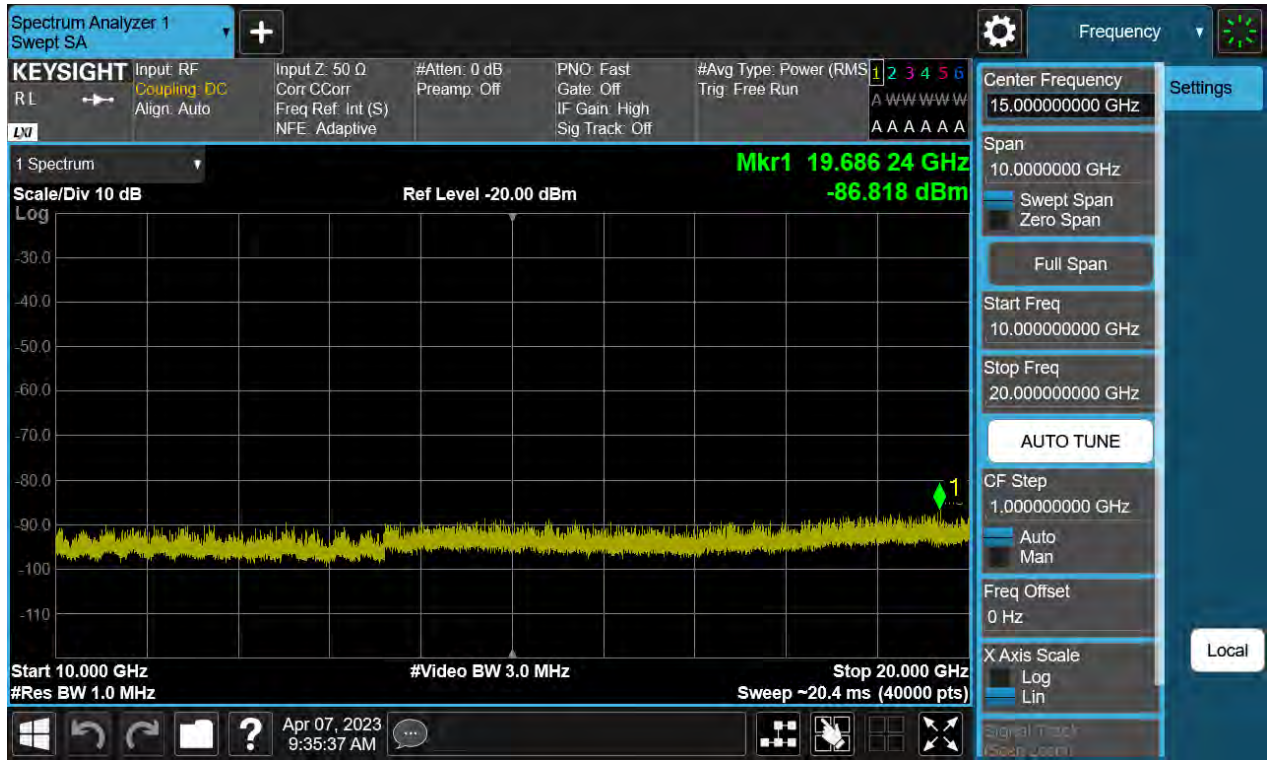 Spectrum Analyzer 1
Swept SA
Frequency
KEYSIGHT
RL
LXI
Input: RF
Coupling: DC
Align: Auto
Input Z: 50 Ω
Corr CCorr
Freq Ref: Int (S)
NFE: Adaptive
#Atten: 0 dB
Preamp: Off
PNO: Fast
Gate: Off
IF Gain: High
Sig Track: Off
#Avg Type: Power (RMS
Trig: Free Run
1 2 3 4 5 6
A W W W W W
A A A A A A
1 Spectrum
Mkr1 19.686 24 GHz
-86.818 dBm
Scale/Div 10 dB
Ref Level -20.00 dBm
Log
-30.0
-40.0
-50.0
-60.0
-70.0
-80.0
-90.0
-100
-110
1
Start 10.000 GHz
#Video BW 3.0 MHz
Stop 20.000 GHz
#Res BW 1.0 MHz
Sweep ~20.4 ms (40000 pts)
Center Frequency
15.000000000 GHz
Settings
Span
10.0000000 GHz
Swept Span
Zero Span
Full Span
Start Freq
10.000000000 GHz
Stop Freq
20.000000000 GHz
AUTO TUNE
CF Step
1.000000000 GHz
Auto
Man
Freq Offset
0 Hz
X Axis Scale
Log
Lin
Local
Signal Track
(Span Zoom)
?
Apr 07, 2023
9:35:37 AM